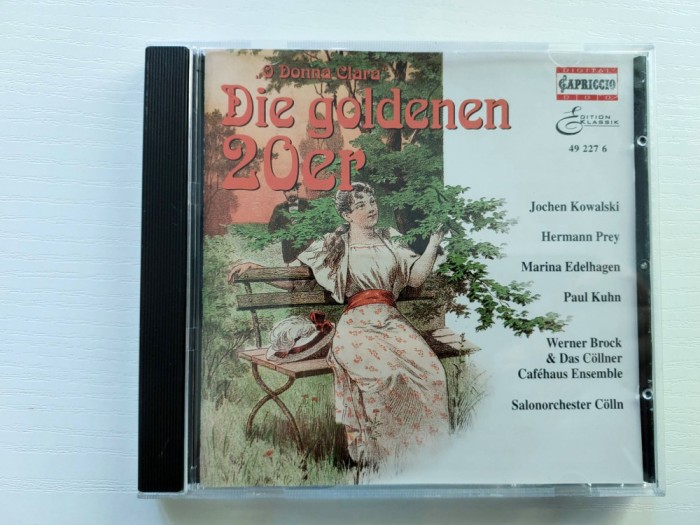 O Donna Clara
Die goldenen
20er
DIGITAL
CAPRICCIO
EDITION
KLASSIK
49 227 6
Jochen Kowalski
Hermann Prey
Marina Edelhagen
Paul Kuhn
Werner Brock
& Das Cöllner
Caféhaus Ensemble
Salonorchester Cölln